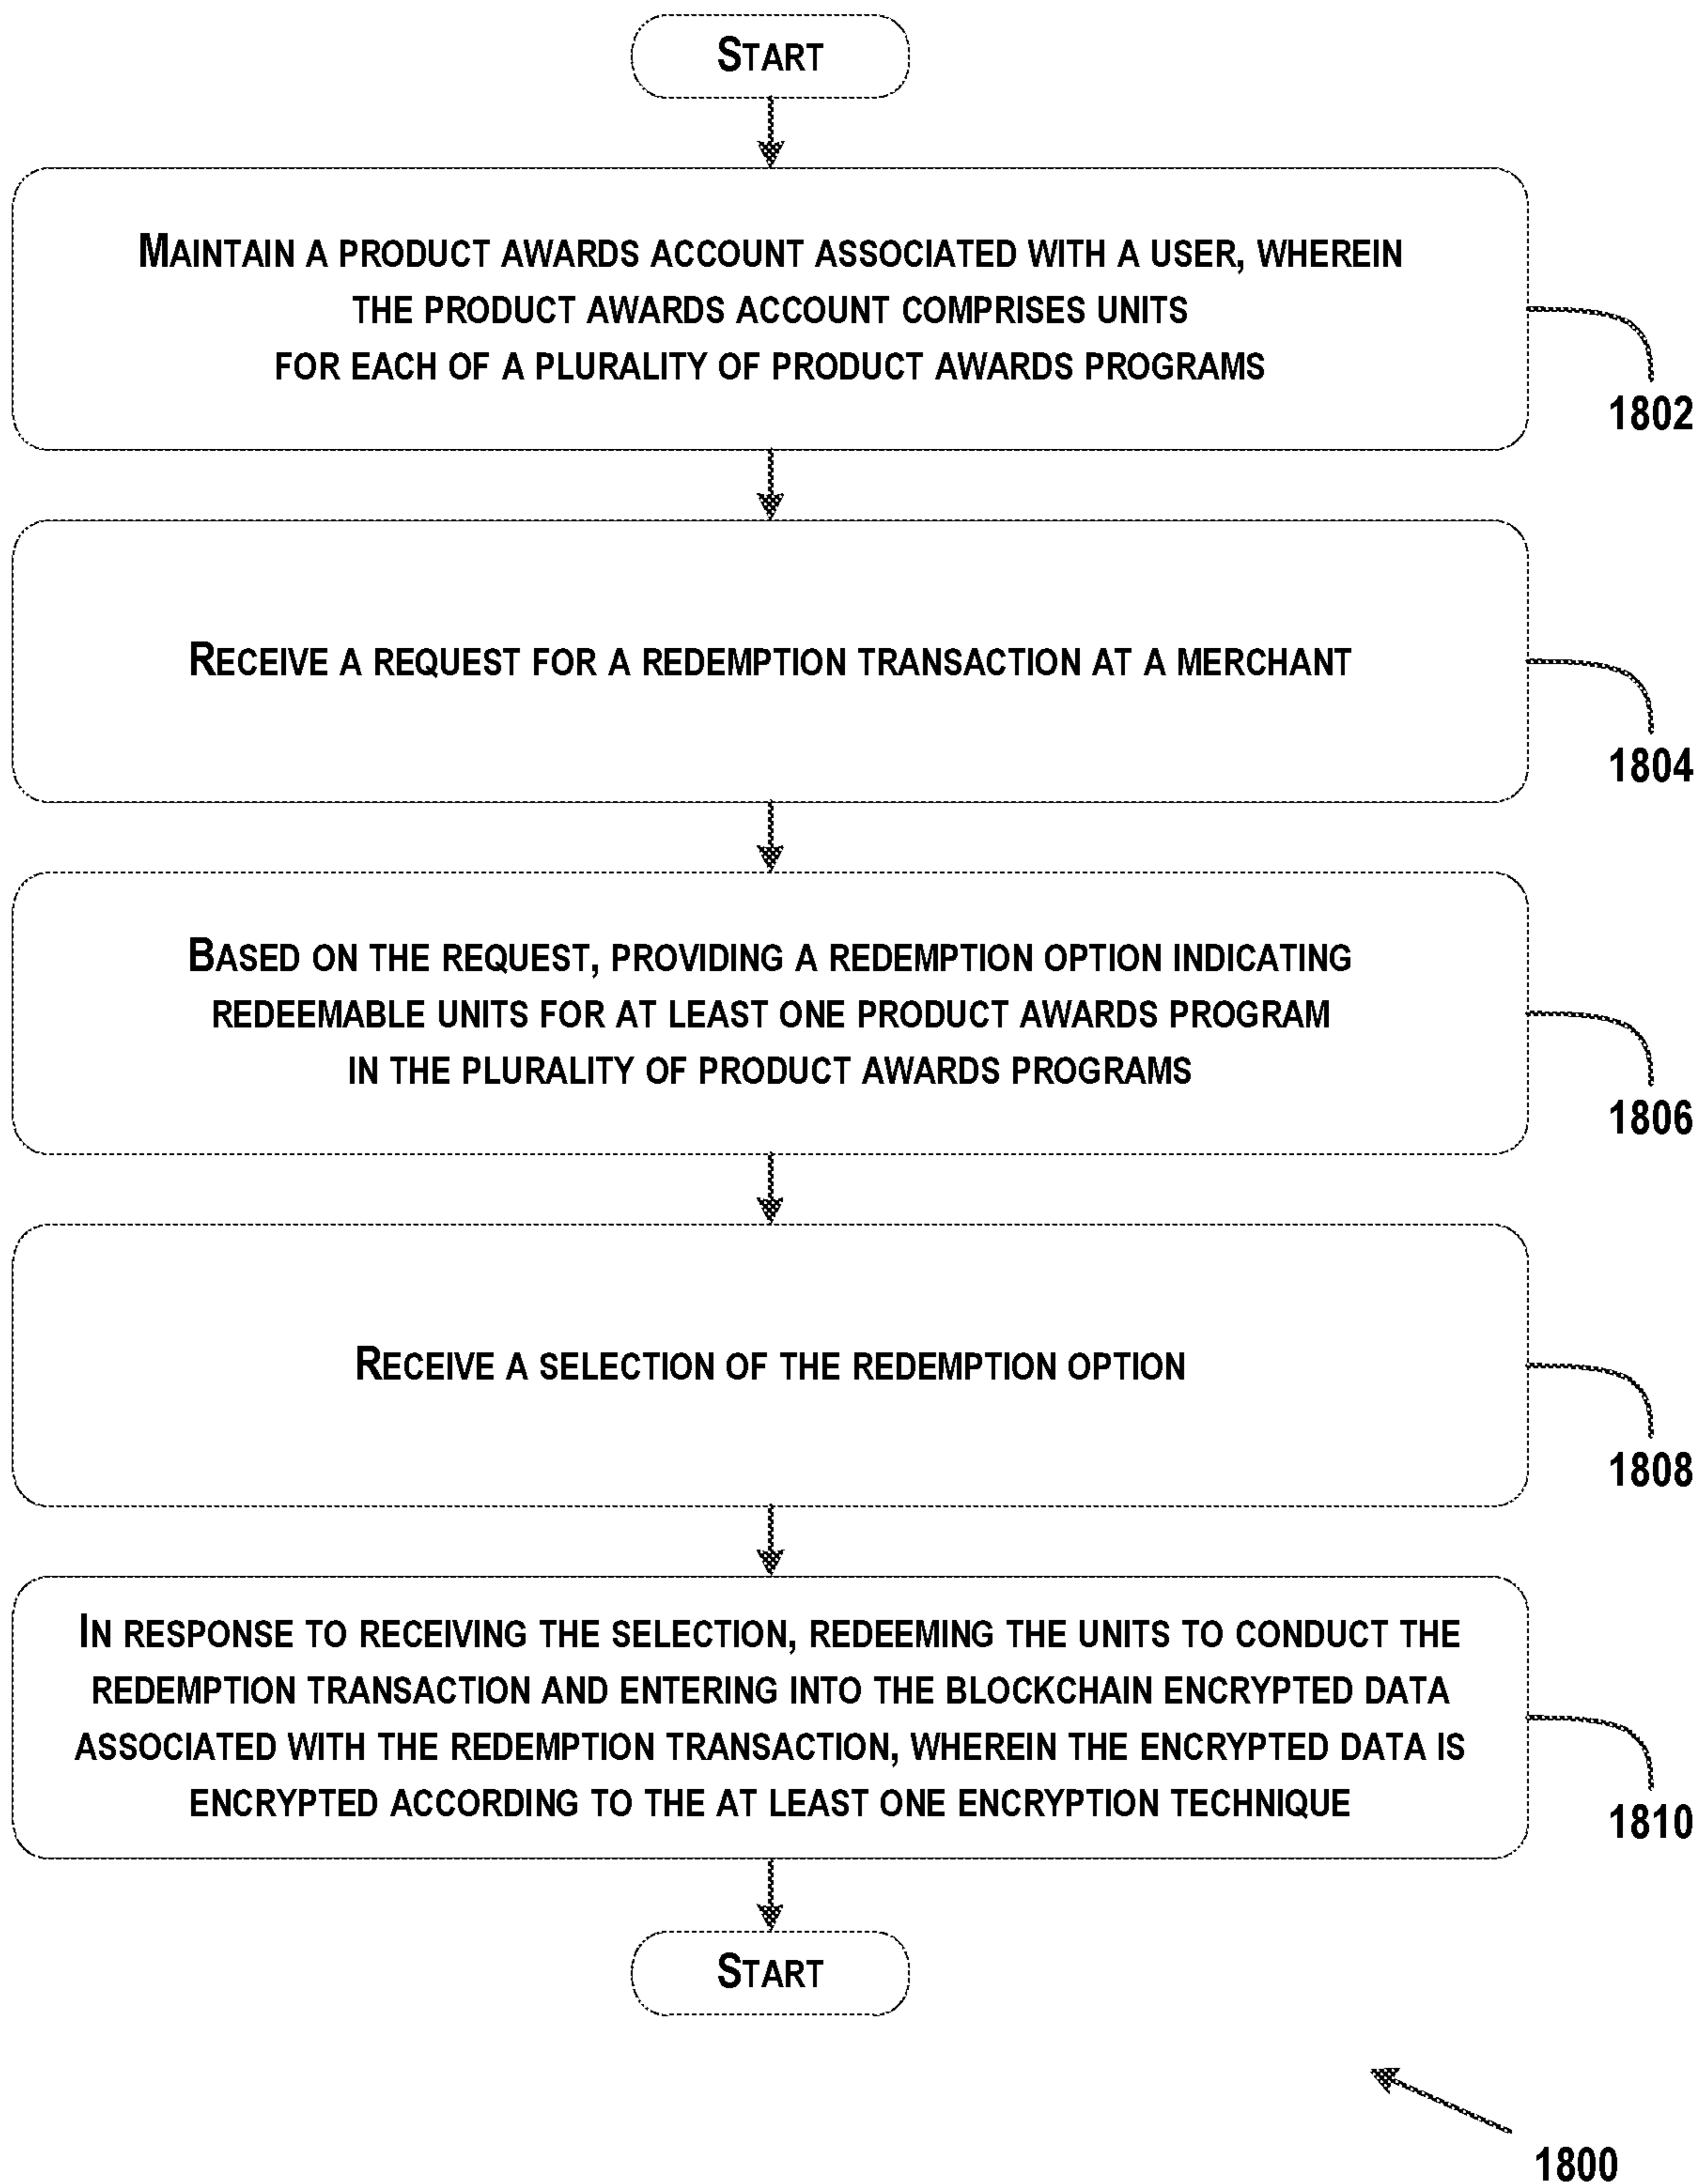 START
MAINTAIN A PRODUCT AWARDS ACCOUNT ASSOCIATED WITH A USER, WHEREIN
THE PRODUCT AWARDS ACCOUNT COMPRISES UNITS
FOR EACH OF A PLURALITY OF PRODUCT AWARDS PROGRAMS
1802
RECEIVE A REQUEST FOR A REDEMPTION TRANSACTION AT A MERCHANT
1804
BASED ON THE REQUEST, PROVIDING A REDEMPTION OPTION INDICATING
REDEEMABLE UNITS FOR AT LEAST ONE PRODUCT AWARDS PROGRAM
IN THE PLURALITY OF PRODUCT AWARDS PROGRAMS
1806
RECEIVE A SELECTION OF THE REDEMPTION OPTION
1808
IN RESPONSE TO RECEIVING THE SELECTION, REDEEMING THE UNITS TO CONDUCT THE
REDEMPTION TRANSACTION AND ENTERING INTO THE BLOCKCHAIN ENCRYPTED DATA
ASSOCIATED WITH THE REDEMPTION TRANSACTION, WHEREIN THE ENCRYPTED DATA IS
ENCRYPTED ACCORDING TO THE AT LEAST ONE ENCRYPTION TECHNIQUE
1810
START
1800